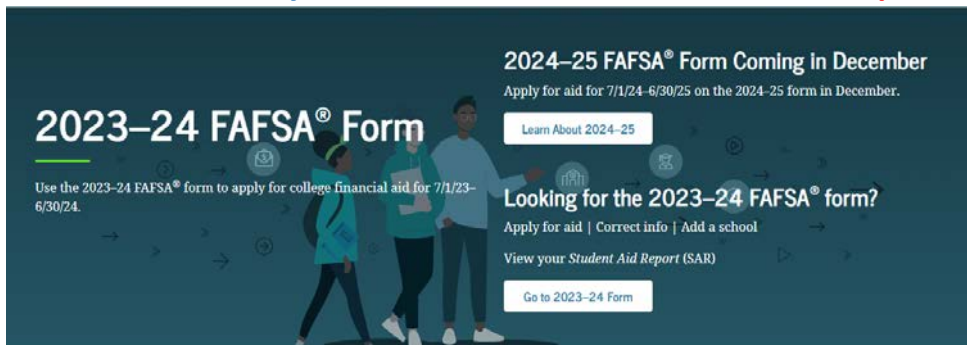 2023–24 FAFSA® Form
Use the 2023–24 FAFSA® form to apply for college financial aid for 7/1/23–
6/30/24.
2024–25 FAFSA® Form Coming in December
Apply for aid for 7/1/24–6/30/25 on the 2024–25 form in December.
Learn About 2024–25
Looking for the 2023–24 FAFSA® form?
Apply for aid | Correct info | Add a school
View your Student Aid Report (SAR)
Go to 2023–24 Form